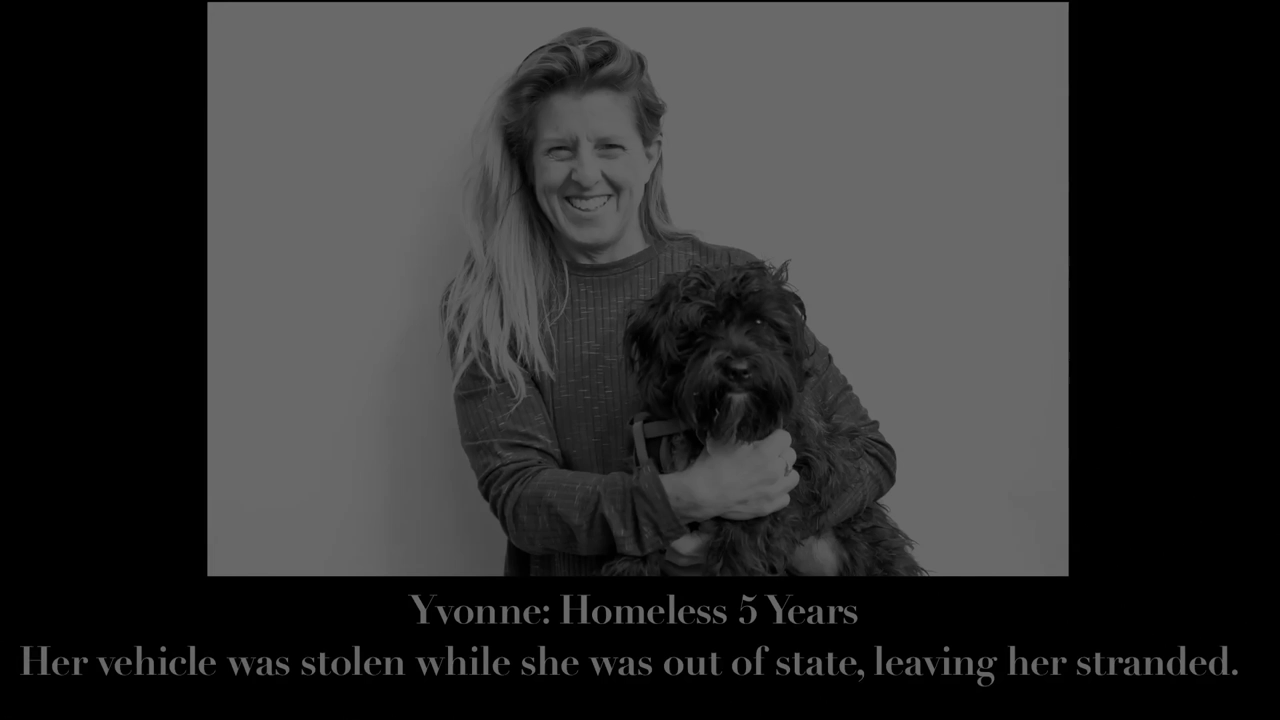 Yvonne: Homeless 5 Years
Her vehicle was stolen while she was out of state, leaving her stranded.